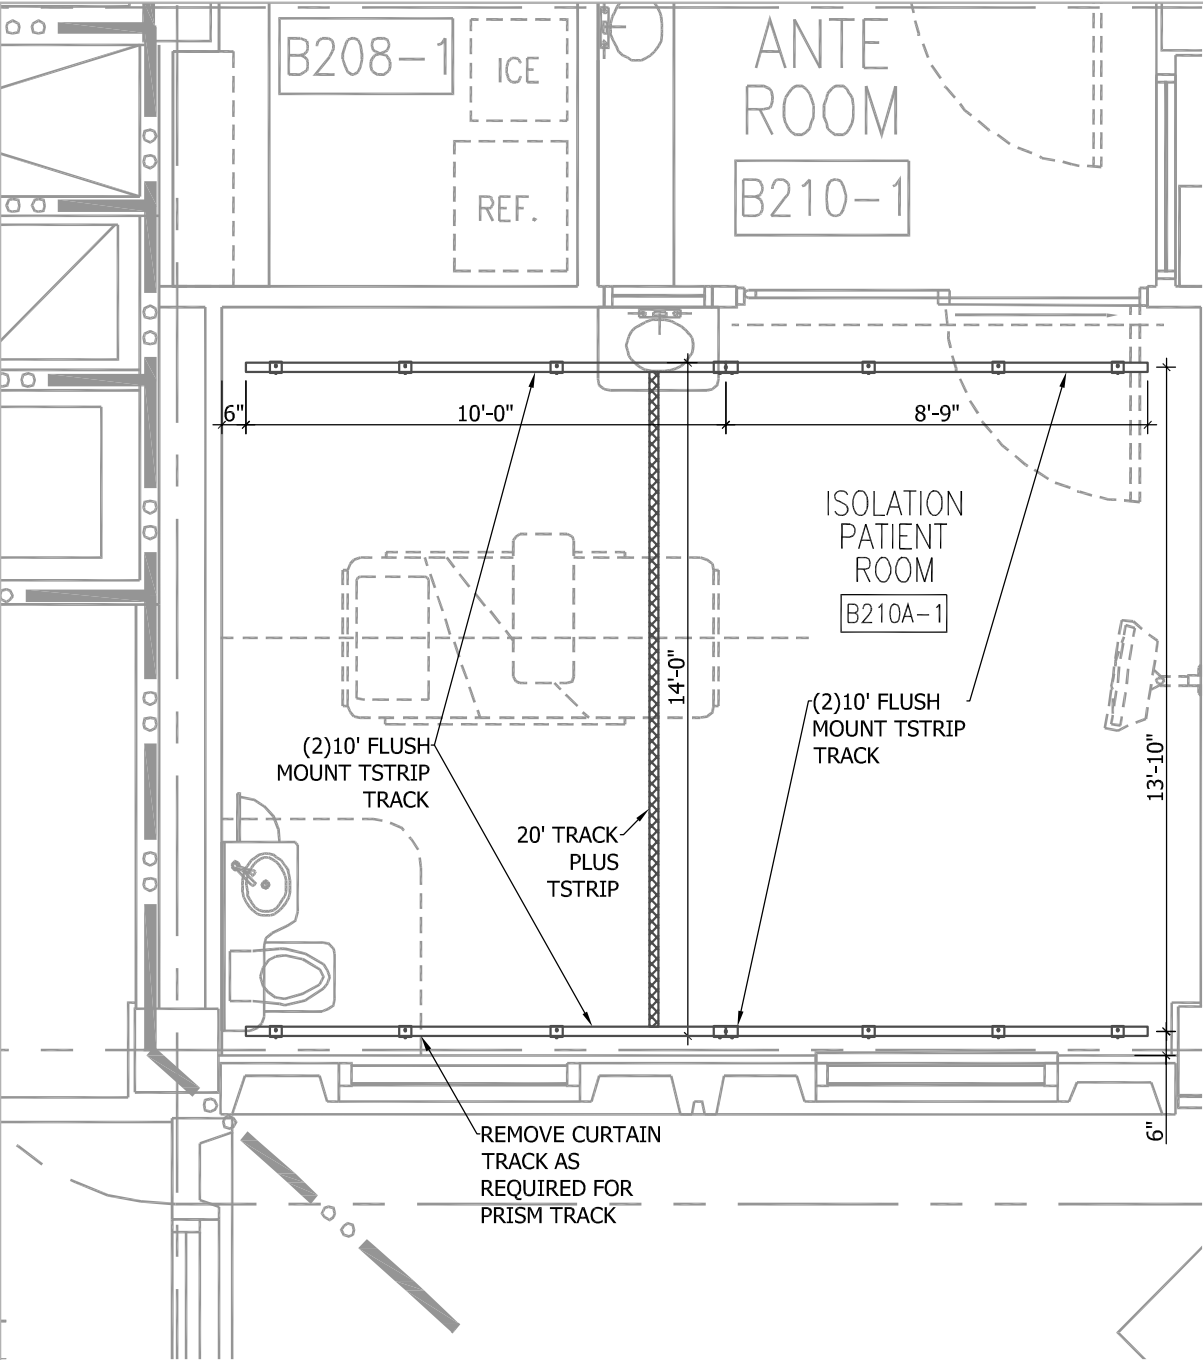 B208-1
ICE
REF.
ANTE
ROOM
B210-1
6"
10'-0"
8'-9"
ISOLATION
PATIENT
ROOM
B210A-1
14'-0"
13'-10"
(2)10' FLUSH
MOUNT TSTRIP
TRACK
(2)10' FLUSH
MOUNT TSTRIP
TRACK
20' TRACK
PLUS
TSTRIP
REMOVE CURTAIN
TRACK AS
REQUIRED FOR
PRISM TRACK
6"